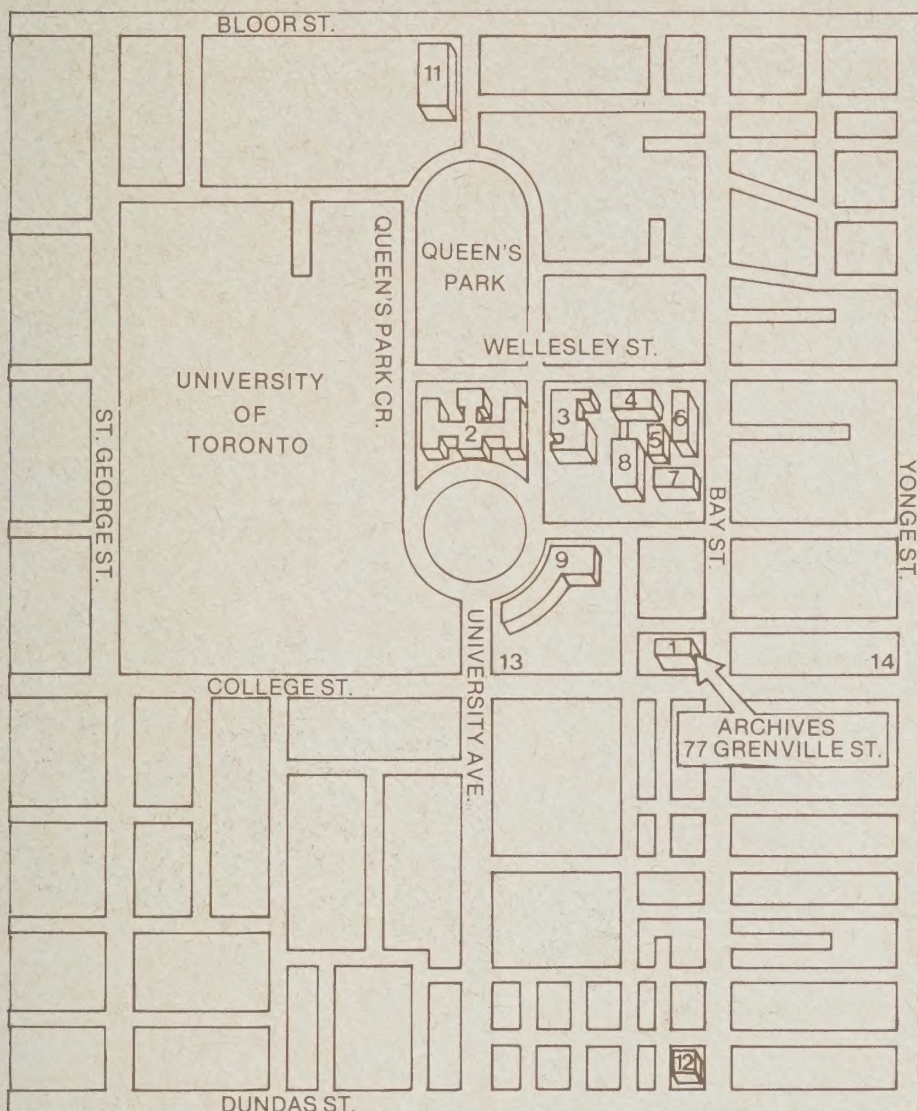 BLOOR ST.
11
QUEEN'S PARK CR.
QUEEN'S
PARK
WELLESLEY ST.
UNIVERSITY
OF
TORONTO
ST. GEORGE ST.
2
3
4
5
6
8
7
BAY ST.
YONGE ST.
9
UNIVERSITY AVE.
13
1
14
COLLEGE ST.
ARCHIVES
77 GRENVILLE ST.
12
DUNDAS ST.